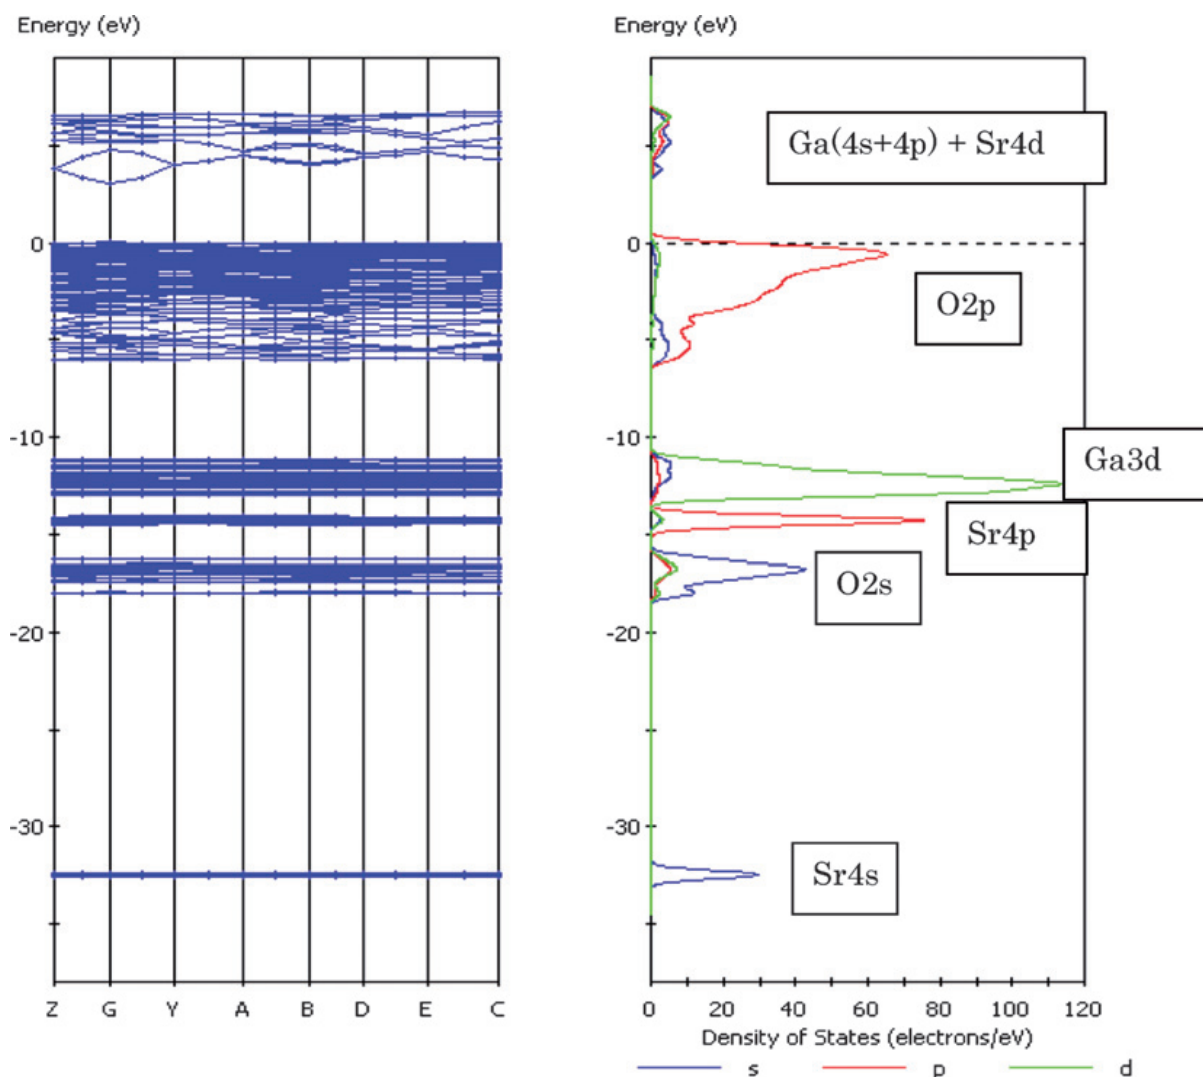 Energy (eV)
0
-10
-20
-30
Z G Y A B D E C
Energy (eV)
Ga(4s+4p) + Sr4d
0
O2p
-10
Ga3d
Sr4p
O2s
-20
-30
Sr4s
0 20 40 60 80 100 120
Density of States (electrons/eV)
s p d